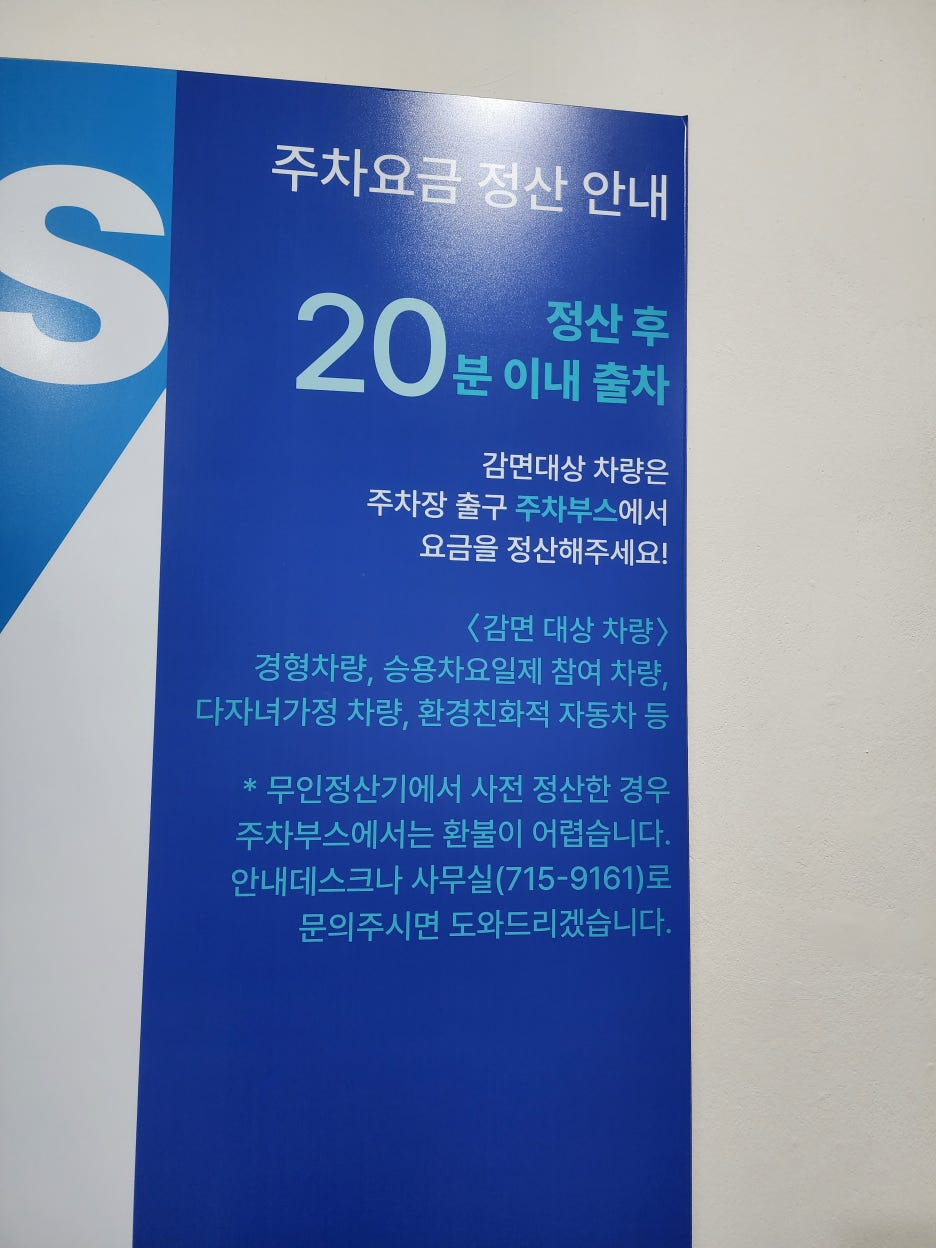 S
주차요금 정산 안내
정산 후
20분 이내 출차
감면대상 차량은
주차장 출구 주차부스에서
요금을 정산해주세요!
〈감면 대상 차량〉
경형차량, 승용차요일제 참여 차량,
다자녀가정 차량, 환경친화적 자동차 등
* 무인정산기에서 사전 정산한 경우
주차부스에서는 환불이 어렵습니다.
안내데스크나 사무실(715-9161)로
문의주시면 도와드리겠습니다.